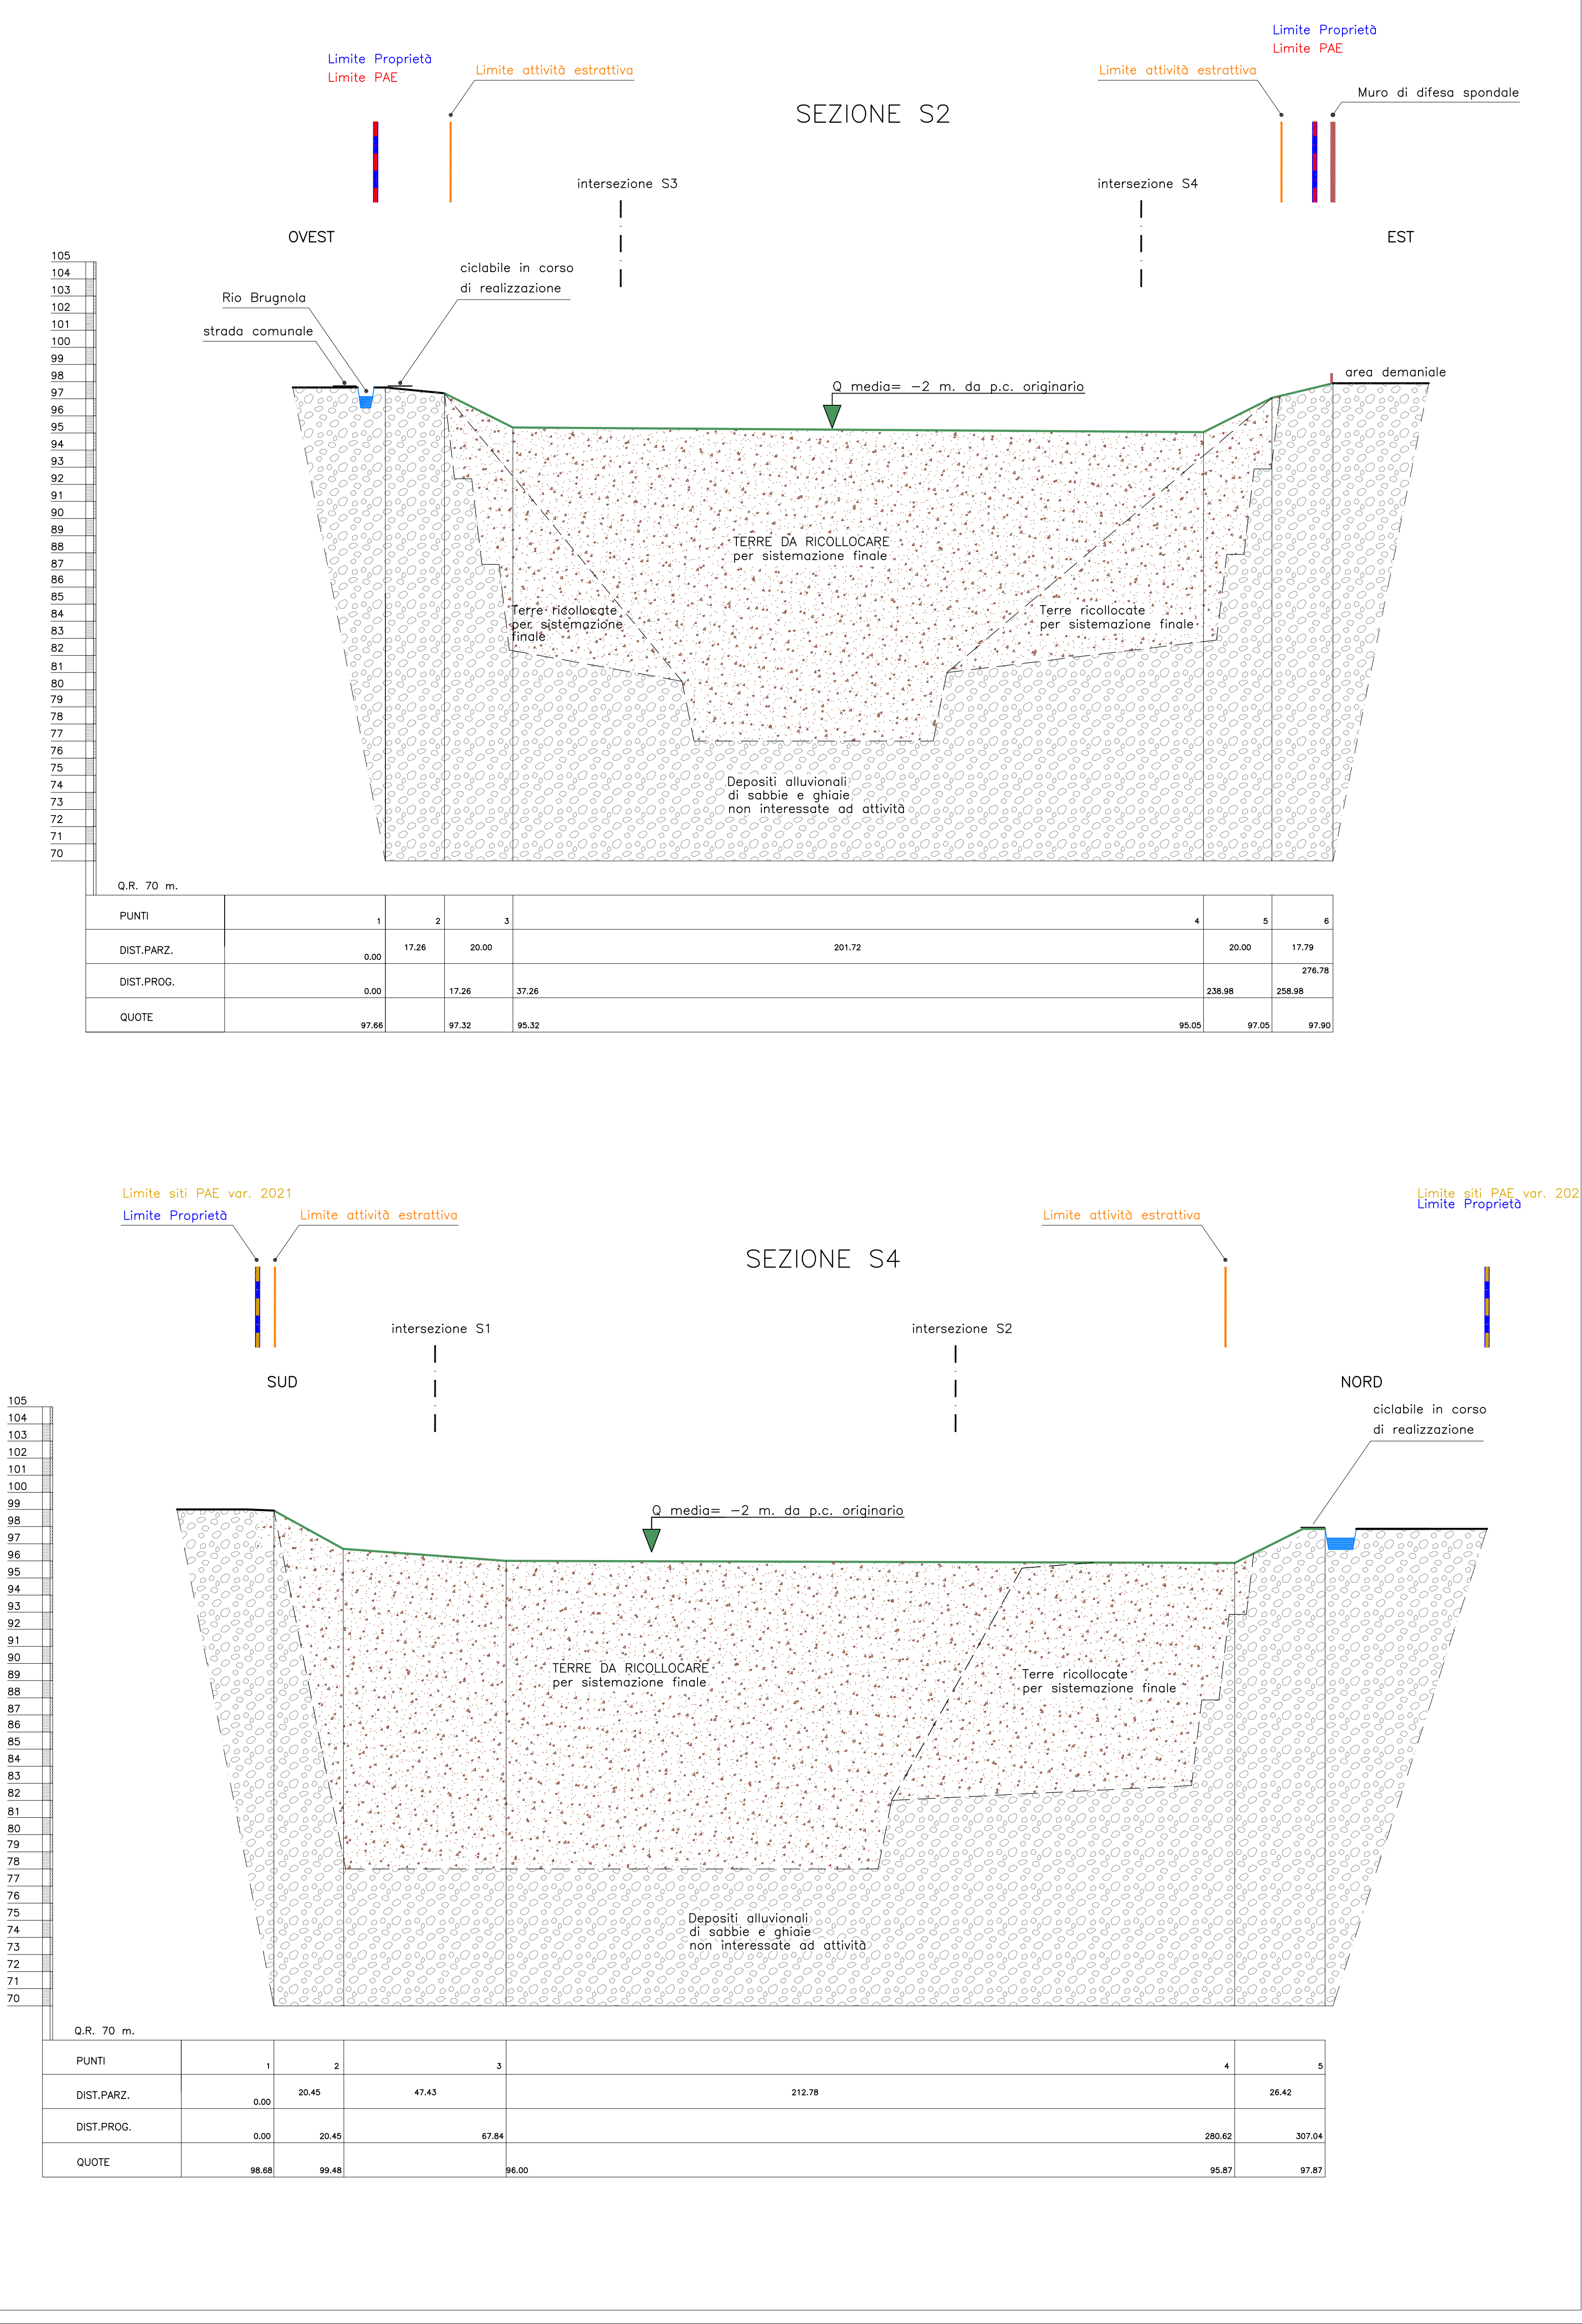 Limite Proprietà
Limite PAE
Limite attività estrattiva
SEZIONE S2
Limite attività estrattiva
Limite Proprietà
Limite PAE
Muro di difesa spondale
intersezione S3
intersezione S4
OVEST
EST
ciclabile in corso
di realizzazione
Rio Brugnola
strada comunale
105
104
103
102
101
100
99
98
97
96
95
94
93
92
91
90
89
88
87
86
85
84
83
82
81
80
79
78
77
76
75
74
73
72
71
70
Q media= -2 m. da p.c. originario
area demaniale
TERRE DA RICOLLOCARE
per sistemazione finale
Terre ricollocate
per sistemazione
finale
Terre ricollocate
per sistemazione finale
Depositi alluvionali
di sabbie e ghiaie
non interessate ad attività
Q.R. 70 m.
PUNTI 1 2 3 4 5 6
DIST.PARZ. 0.00 17.26 20.00 201.72 20.00 17.79
DIST.PROG. 0.00 17.26 37.26 238.98 258.98 276.78
QUOTE 97.66 97.32 95.32 95.05 97.05 97.90
Limite siti PAE var. 2021
Limite Proprietà
Limite attività estrattiva
SEZIONE S4
Limite attività estrattiva
Limite siti PAE var. 202
Limite Proprietà
intersezione S1
intersezione S2
SUD
NORD
ciclabile in corso
di realizzazione
105
104
103
102
101
100
99
98
97
96
95
94
93
92
91
90
89
88
87
86
85
84
83
82
81
80
79
78
77
76
75
74
73
72
71
70
Q media= -2 m. da p.c. originario
TERRE DA RICOLLOCARE
per sistemazione finale
Terre ricollocate
per sistemazione finale
Depositi alluvionali
di sabbie e ghiaie
non interessate ad attività
Q.R. 70 m.
PUNTI 1 2 3 4 5
DIST.PARZ. 0.00 20.45 47.43 212.78 26.42
DIST.PROG. 0.00 20.45 67.84 280.62 307.04
QUOTE 98.68 99.48 96.00 95.87 97.87